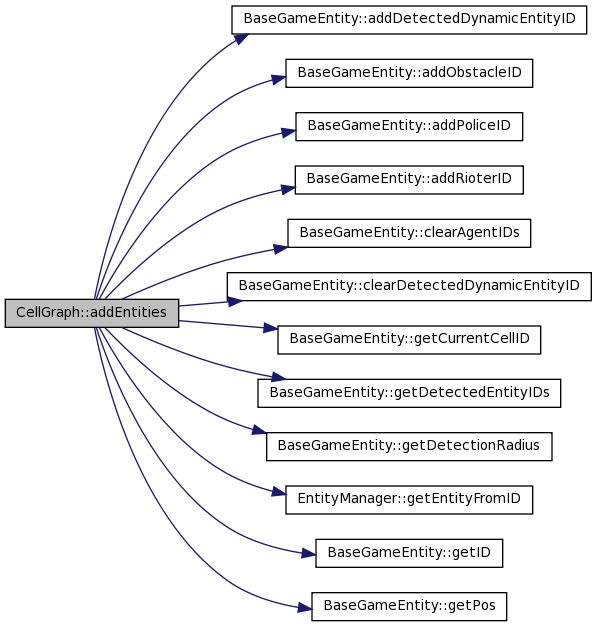 BaseGameEntity::addDetectedDynamicEntityID
BaseGameEntity::addObstacleID
BaseGameEntity::addPoliceID
BaseGameEntity::addRioterID
BaseGameEntity::clearAgentIDs
BaseGameEntity::clearDetectedDynamicEntityID
CellGraph::addEntities
BaseGameEntity::getCurrentCellID
BaseGameEntity::getDetectedEntityIDs
BaseGameEntity::getDetectionRadius
EntityManager::getEntityFromID
BaseGameEntity::getID
BaseGameEntity::getPos